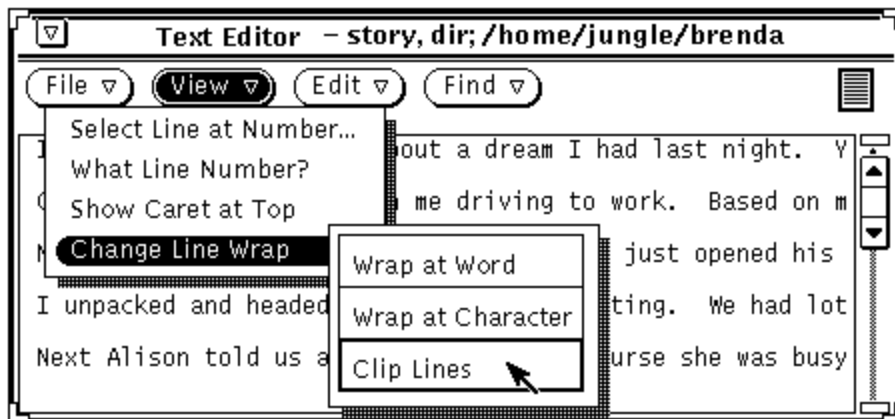 Text Editor – story, dir; /home/jungle/brenda
File View Edit Find
Select Line at Number...
What Line Number?
Show Caret at Top
Change Line Wrap
Wrap at Word
Wrap at Character
Clip Lines
I out a dream I had last night. Y
me driving to work. Based on m
just opened his
I unpacked and headed ting. We had lot
Next Alison told us a urse she was busy